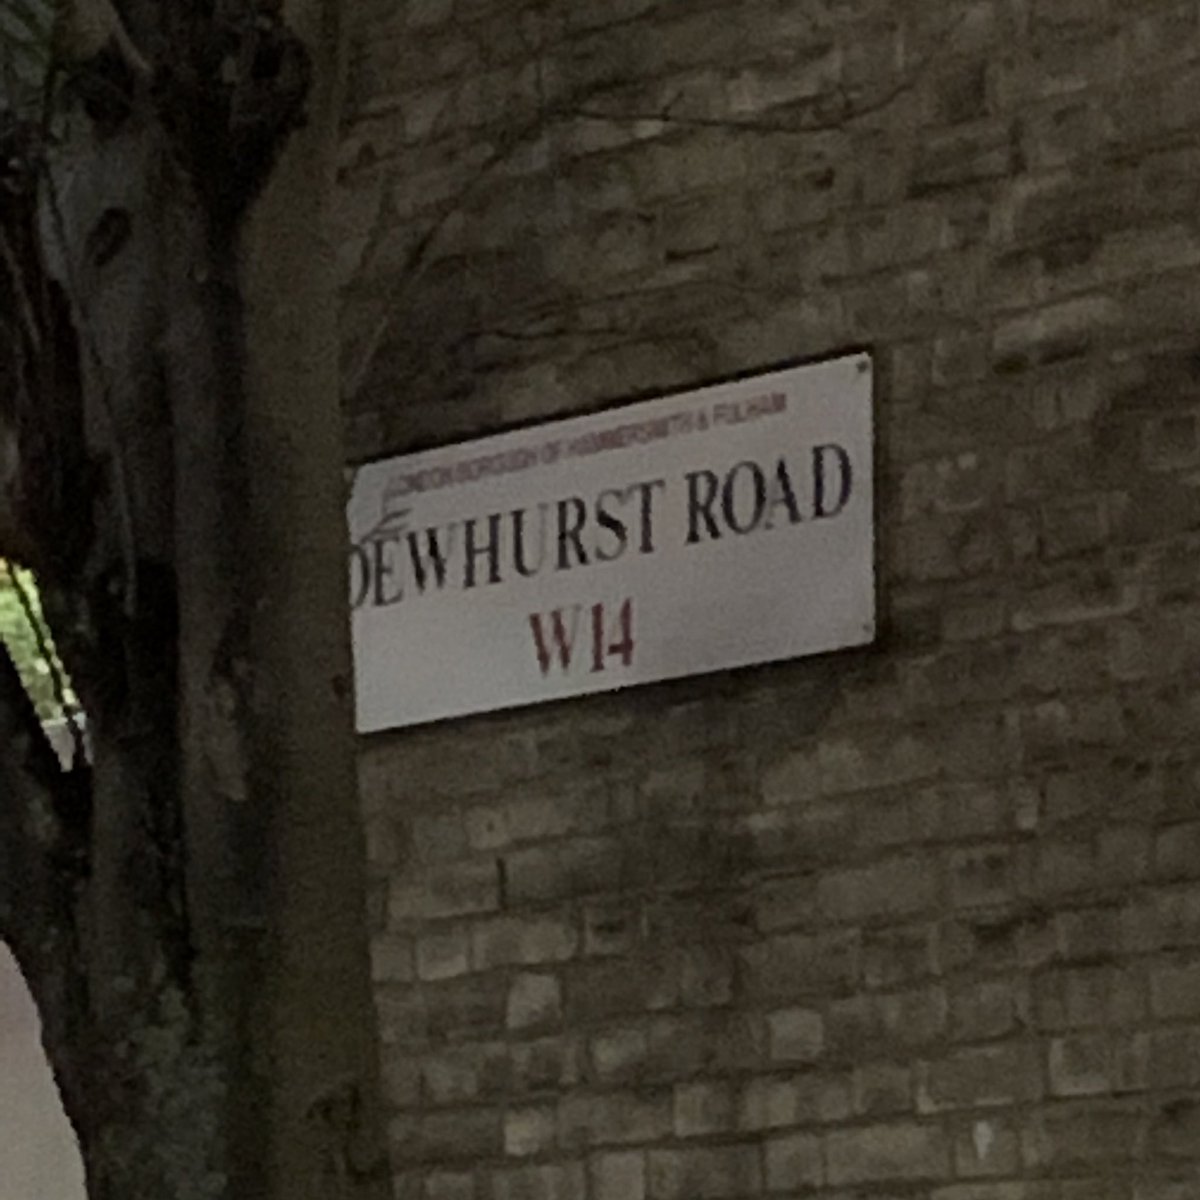 LONDON BOROUGH OF HAMMERSMITH & FULHAM
DEWHURST ROAD
W14